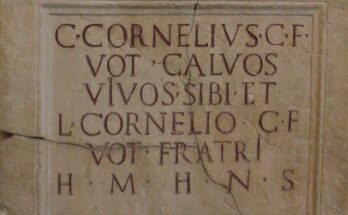 C·CORNELIVS·C·F·
VOT·CALVOS
VIVOS·SIBI·ET
L·CORNELIO·C·F
VOT·FRATRI
H·M·H·N·S